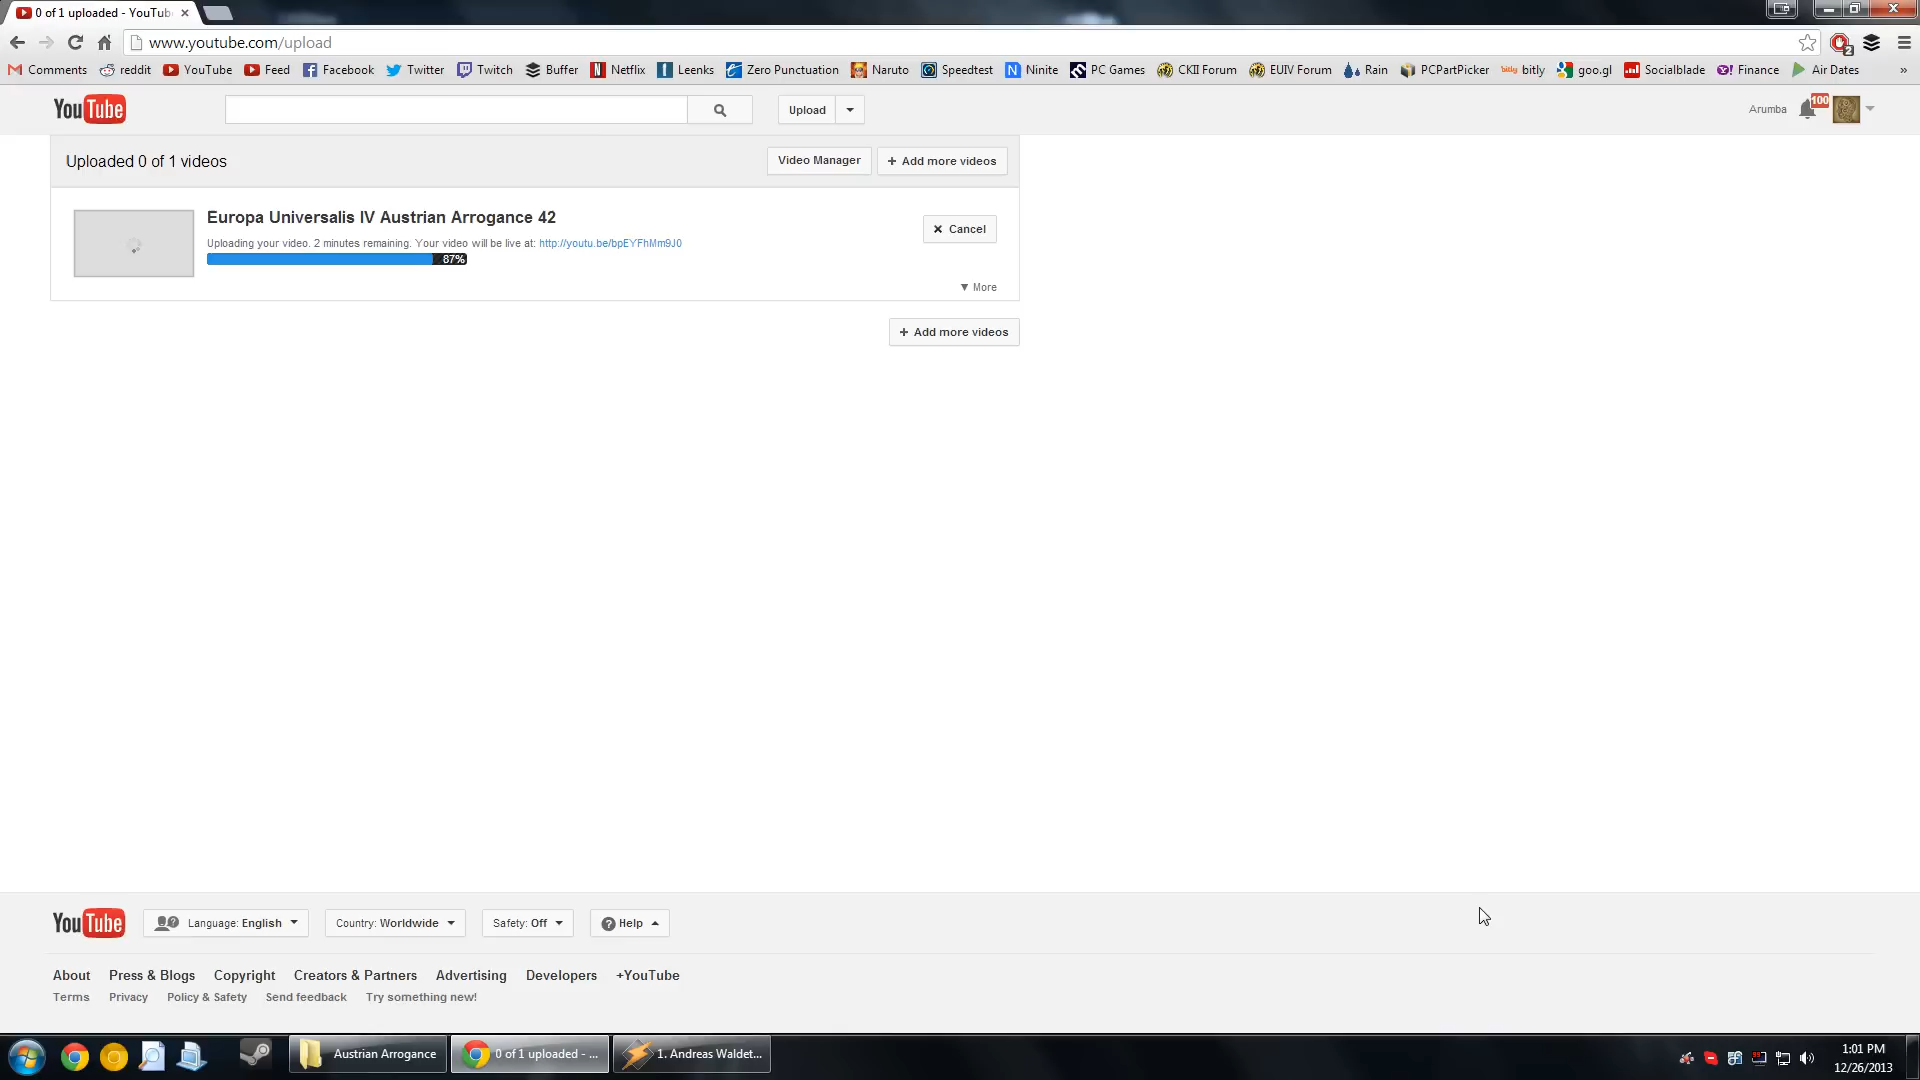 0 of 1 uploaded - YouTub
www.youtube.com/upload
2
Comments reddit YouTube Feed Facebook Twitter Twitch Buffer Netflix Leenks Zero Punctuation Naruto Speedtest Ninite PC Games CKII Forum EUIV Forum Rain PCPartPicker bitly bitly goo.gl Socialblade Y! Finance Air Dates »
YouTube Upload Arumba 100
Uploaded 0 of 1 videos Video Manager + Add more videos
Europa Universalis IV Austrian Arrogance 42
Cancel
Uploading your video. 2 minutes remaining. Your video will be live at: http://youtu.be/bpEYFhMm9J0
87%
More
+ Add more videos
YouTube Language: English Country: Worldwide Safety: Off Help
About Press & Blogs Copyright Creators & Partners Advertising Developers +YouTube
Terms Privacy Policy & Safety Send feedback Try something new!
Austrian Arrogance 0 of 1 uploaded - ... 1. Andreas Waldet...
1:01 PM
12/26/2013